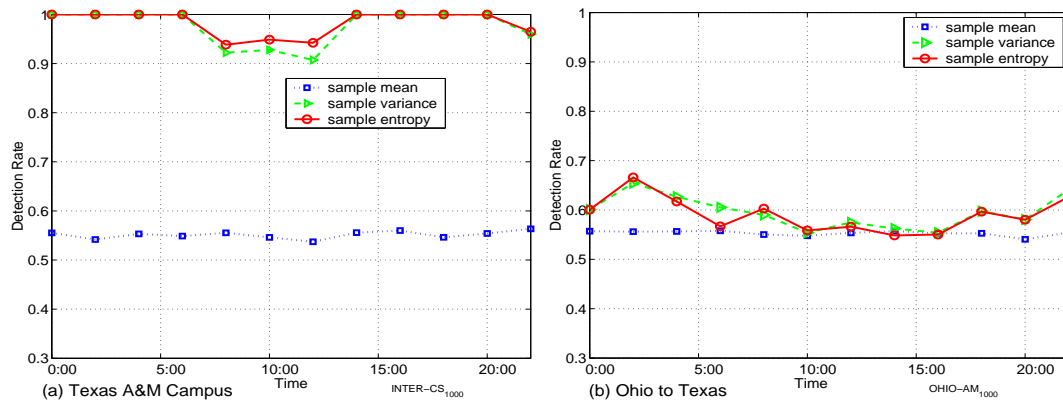 1
0.9
0.8
0.7
0.6
0.5
0.4
0.3
Detection Rate
sample mean
sample variance
sample entropy
0:00
5:00
10:00
15:00
20:00
Time
(a) Texas A&M Campus
INTER−CS1000
1
0.9
0.8
0.7
0.6
0.5
0.4
0.3
Detection Rate
sample mean
sample variance
sample entropy
0:00
5:00
10:00
15:00
20:00
Time
(b) Ohio to Texas
OHIO−AM1000